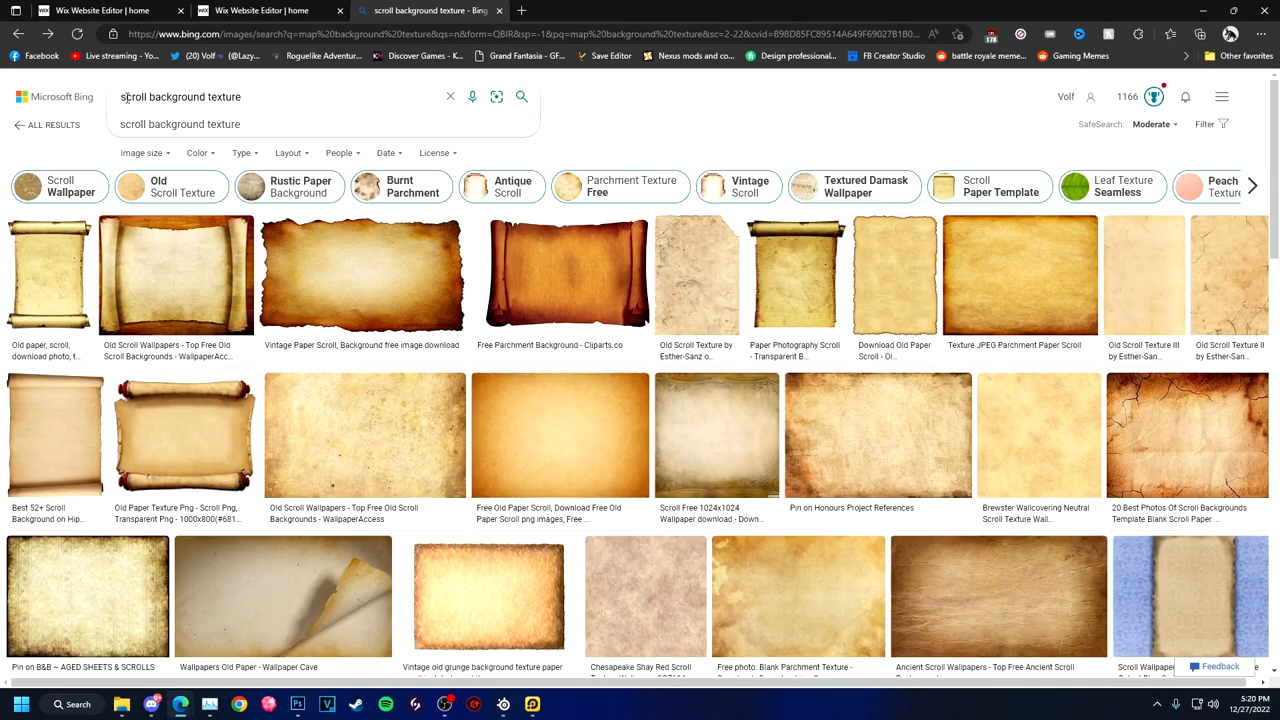 Wix Website Editor | home
Wix Website Editor | home
scroll background texture - Bing
https://www.bing.com/images/search?q=map%20background%20texture&qs=n&form=QBIR&sp=-1&pq=map%20background%20texture&sc=2-22&cvid=B98D85FC89514A649F69027B1B0...
178
Facebook
Live streaming - Yo...
(20) Volf (@Lav...
Roguelike Adventur...
Discover Games - K...
Grand Fantasia - GF...
Save Editor
Nexus mods and co...
Design professional...
FB Creator Studio
battle royale memb...
Gaming Memes
Other favorites
Microsoft Bing
scroll background texture
Volf
1166
ALL RESULTS
scroll background texture
SafeSearch: Moderate
Filter
Image size
Color
Type
Layout
People
Date
License
Scroll Wallpaper
Old Scroll Texture
Rustic Paper Background
Burnt Parchment
Antique Scroll
Parchment Texture Free
Vintage Scroll
Textured Damask Wallpaper
Scroll Paper Template
Leaf Texture Seamless
Peach Texture
Old paper, scroll, download photo, t...
Old Scroll Wallpapers - Top Free Old Scroll Backgrounds - WallpaperAcc...
Vintage Paper Scroll, Background free image download
Free Parchment Background - Cliparts.co
Old Scroll Texture by Esther-Sanz o...
Paper Photography Scroll - Transparent B...
Download Old Paper Scroll - Ol...
Texture JPEG Parchment Paper Scroll
Old Scroll Texture III by Esther-San...
Old Scroll Texture II by Esther-San...
Best 52+ Scroll Background on Hip...
Old Paper Texture Png - Scroll Png, Transparent Png - 1000x800(#681...
Old Scroll Wallpapers - Top Free Old Scroll Backgrounds - WallpaperAccess
Free Old Paper Scroll, Download Free Old Paper Scroll png images, Free ...
Scroll Free 1024x1024 Wallpaper download - Down...
Pin on Honours Project References
Brewster Wallcovering Neutral Scroll Texture Wall...
20 Best Photos Of Scroll Backgrounds Template Blank Scroll Paper ...
Pin on B&B ~ AGED SHEETS & SCROLLS
Wallpapers Old Paper - Wallpaper Cave
Vintage old grunge background texture paper
Chesapeake Shay Red Scroll
Free photo: Blank Parchment Texture -
Ancient Scroll Wallpapers - Top Free Ancient Scroll
Scroll Wallpaper
Feedback
Search
5:20 PM
12/27/2022